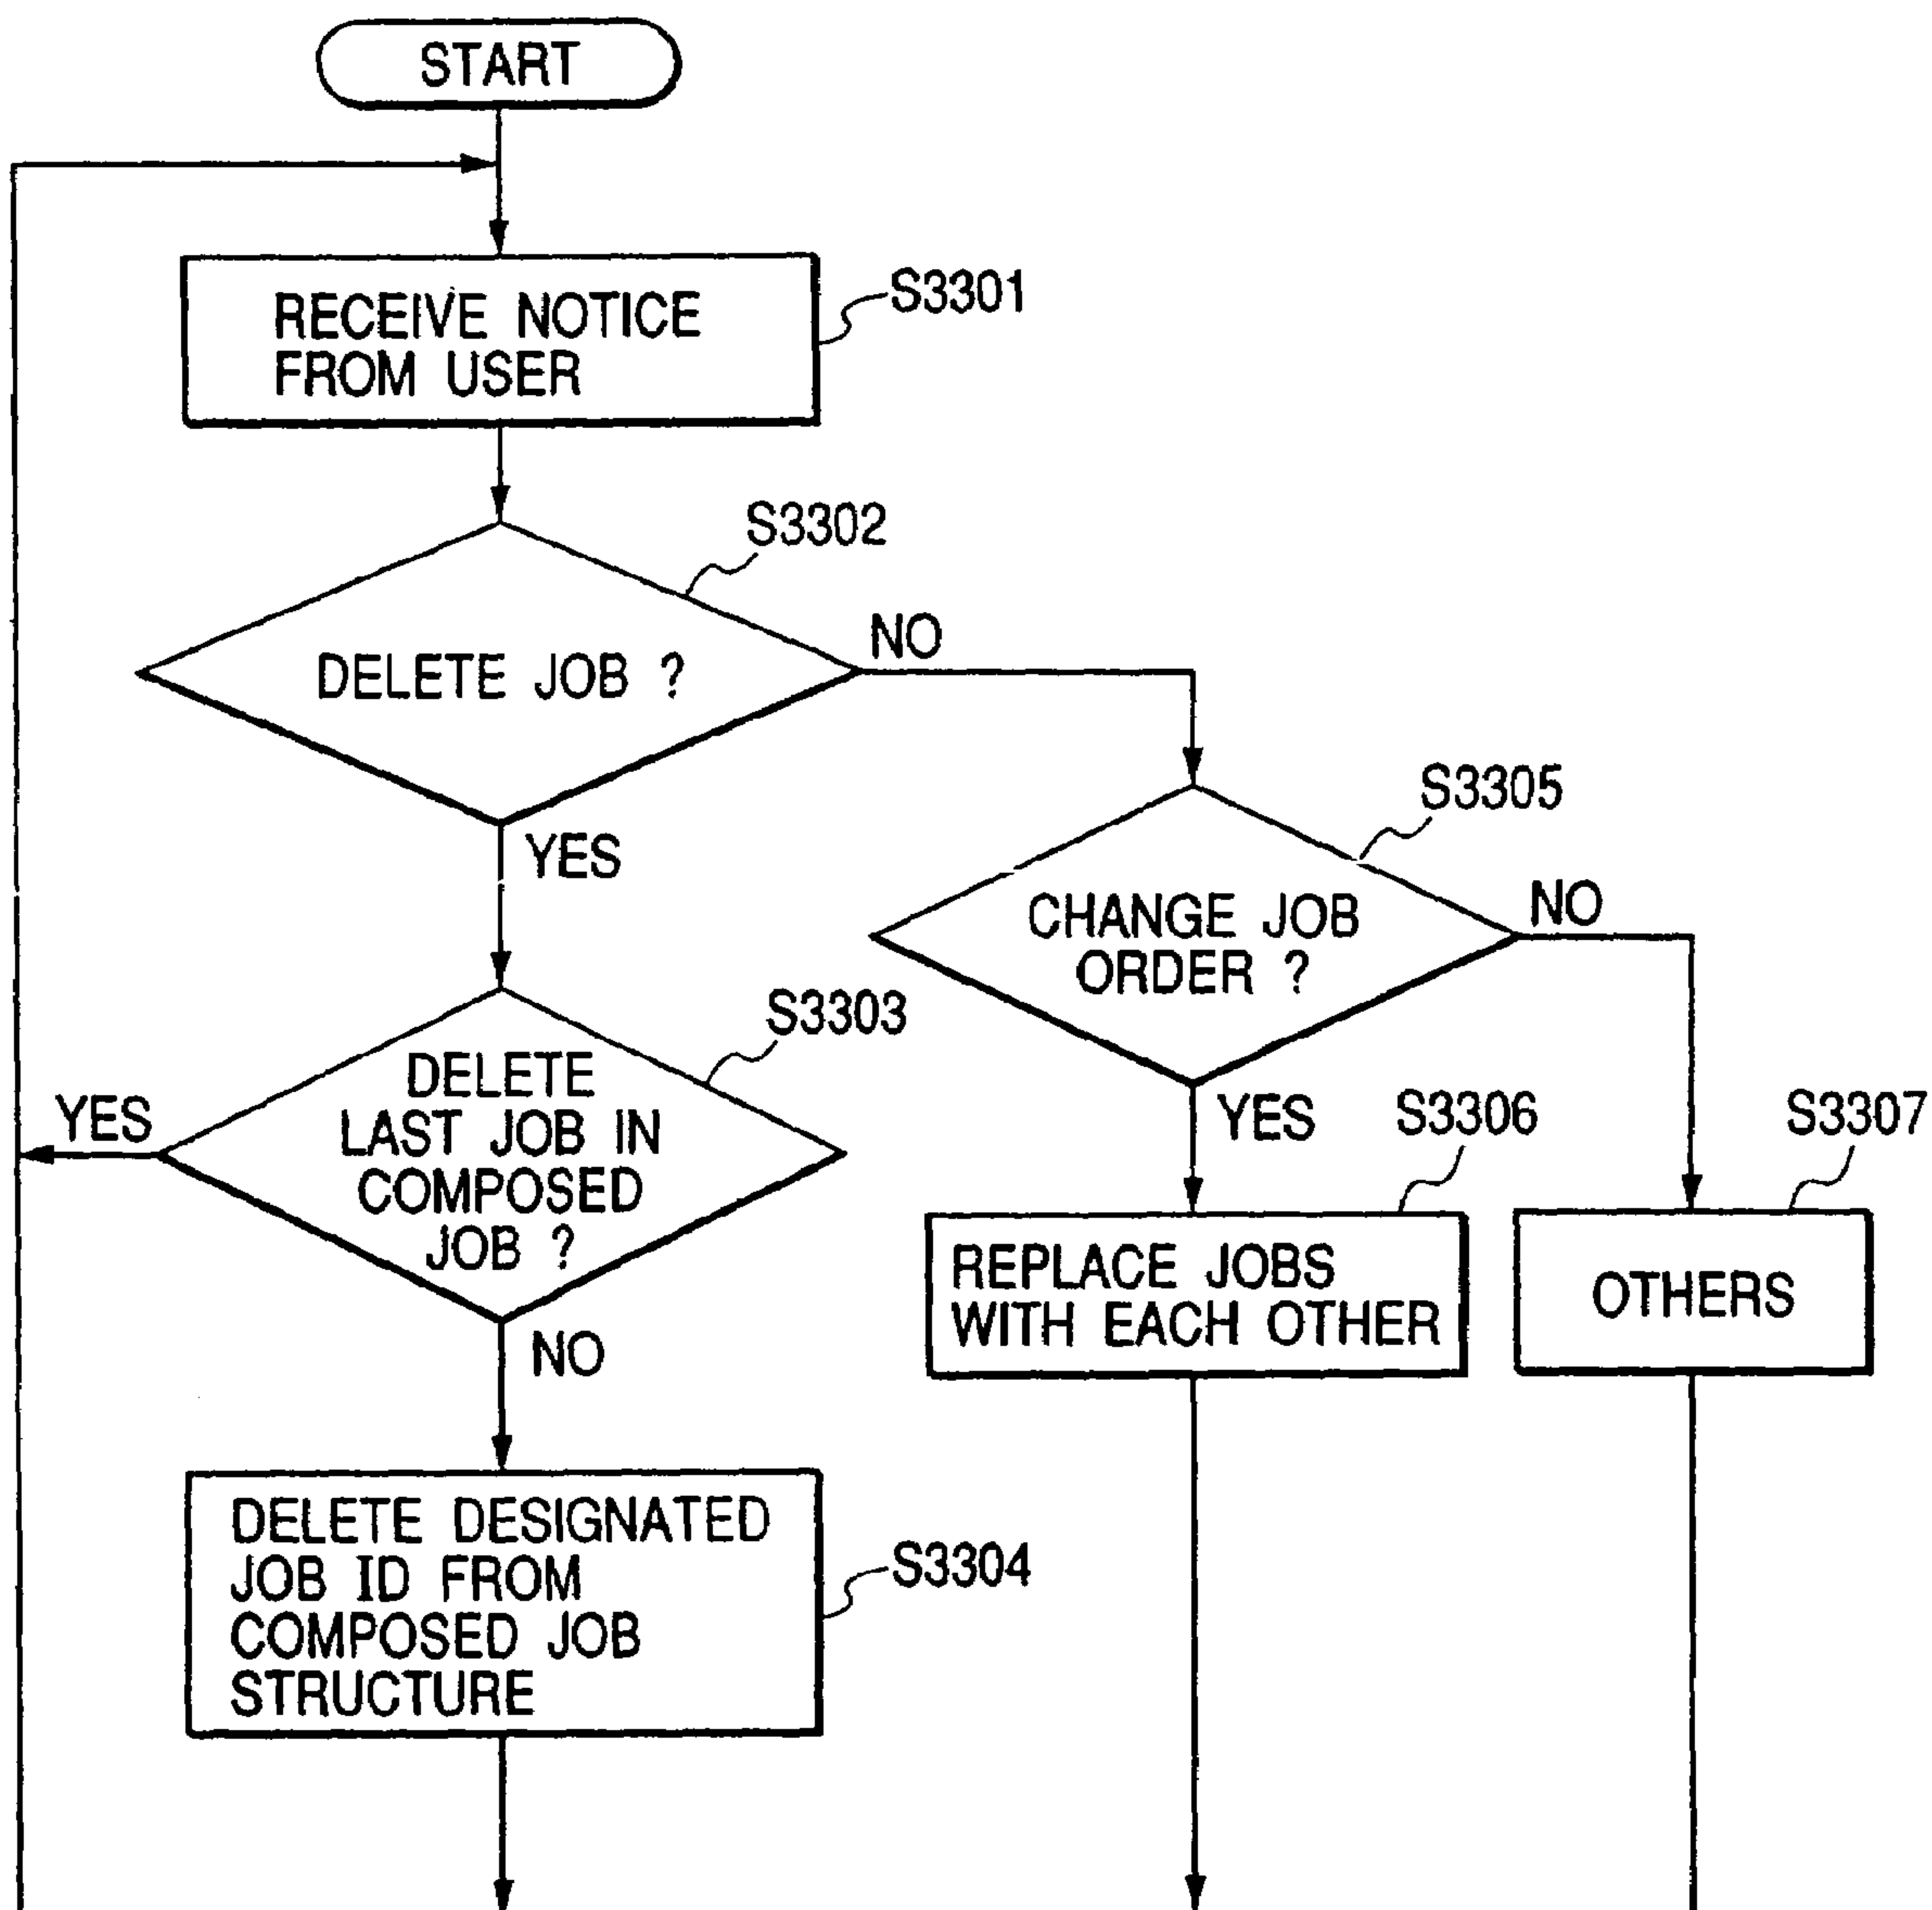 START
RECEIVE NOTICE
FROM USER
S3301
S3302
DELETE JOB ?
NO
YES
S3305
CHANGE JOB
ORDER ?
NO
YES
S3303
DELETE
LAST JOB IN
COMPOSED
JOB ?
YES
NO
S3306
REPLACE JOBS
WITH EACH OTHER
S3307
OTHERS
DELETE DESIGNATED
JOB ID FROM
COMPOSED JOB
STRUCTURE
S3304